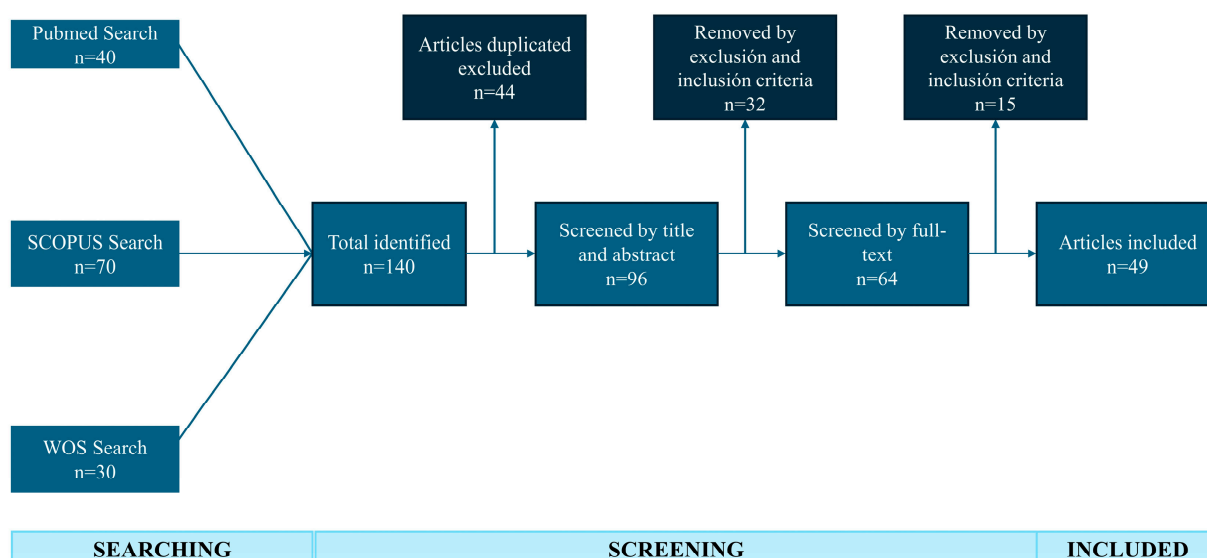 Pubmed Search
n=40
SCOPUS Search
n=70
WOS Search
n=30
Total identified
n=140
Articles duplicated
excluded
n=44
Screened by title
and abstract
n=96
Removed by
exclusión and
inclusión criteria
n=32
Screened by full-
text
n=64
Removed by
exclusión and
inclusión criteria
n=15
Articles included
n=49
SEARCHING
SCREENING
INCLUDED